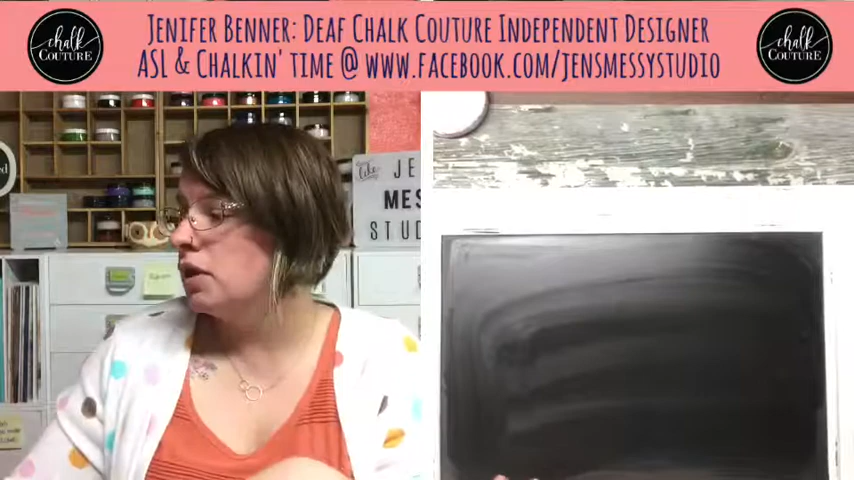 JENIFER BENNER: DEAF CHALK COUTURE INDEPENDENT DESIGNER
ASL & CHALKIN' TIME @ WWW.FACEBOOK.COM/JENSMESSYSTUDIO
chalk
COUTURE
chalk
COUTURE
JE
MES
STUD